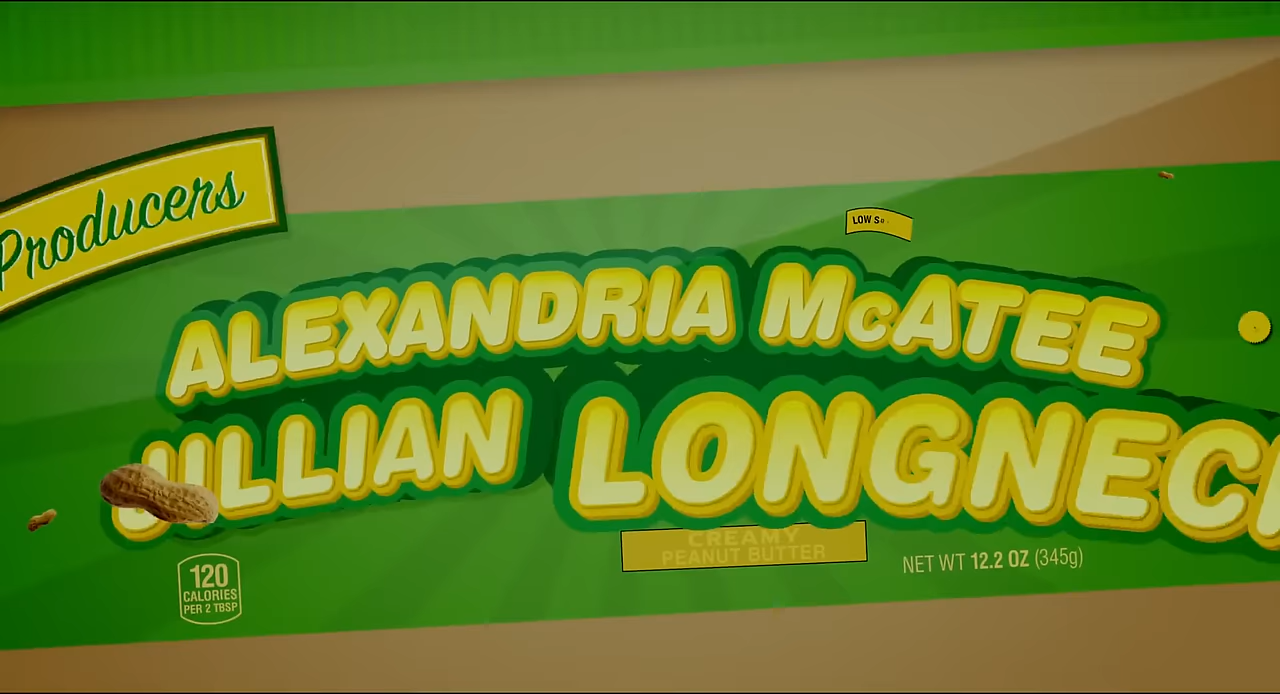 Producers
LOW
ALEXANDRIA McATEE
JILLIAN LONGNEC
CREAMY
PEANUT BUTTER
NET WT 12.2 OZ (345g)
120
CALORIES
PER 2 TBSP